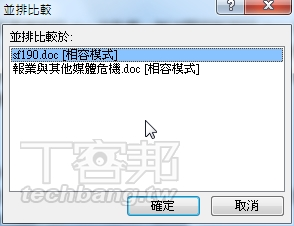 並排比較
並排比較於:
sf190.doc [相容模式]
報業與其他媒體危機.doc [相容模式]
T客邦
techbang.tw
確定
取消